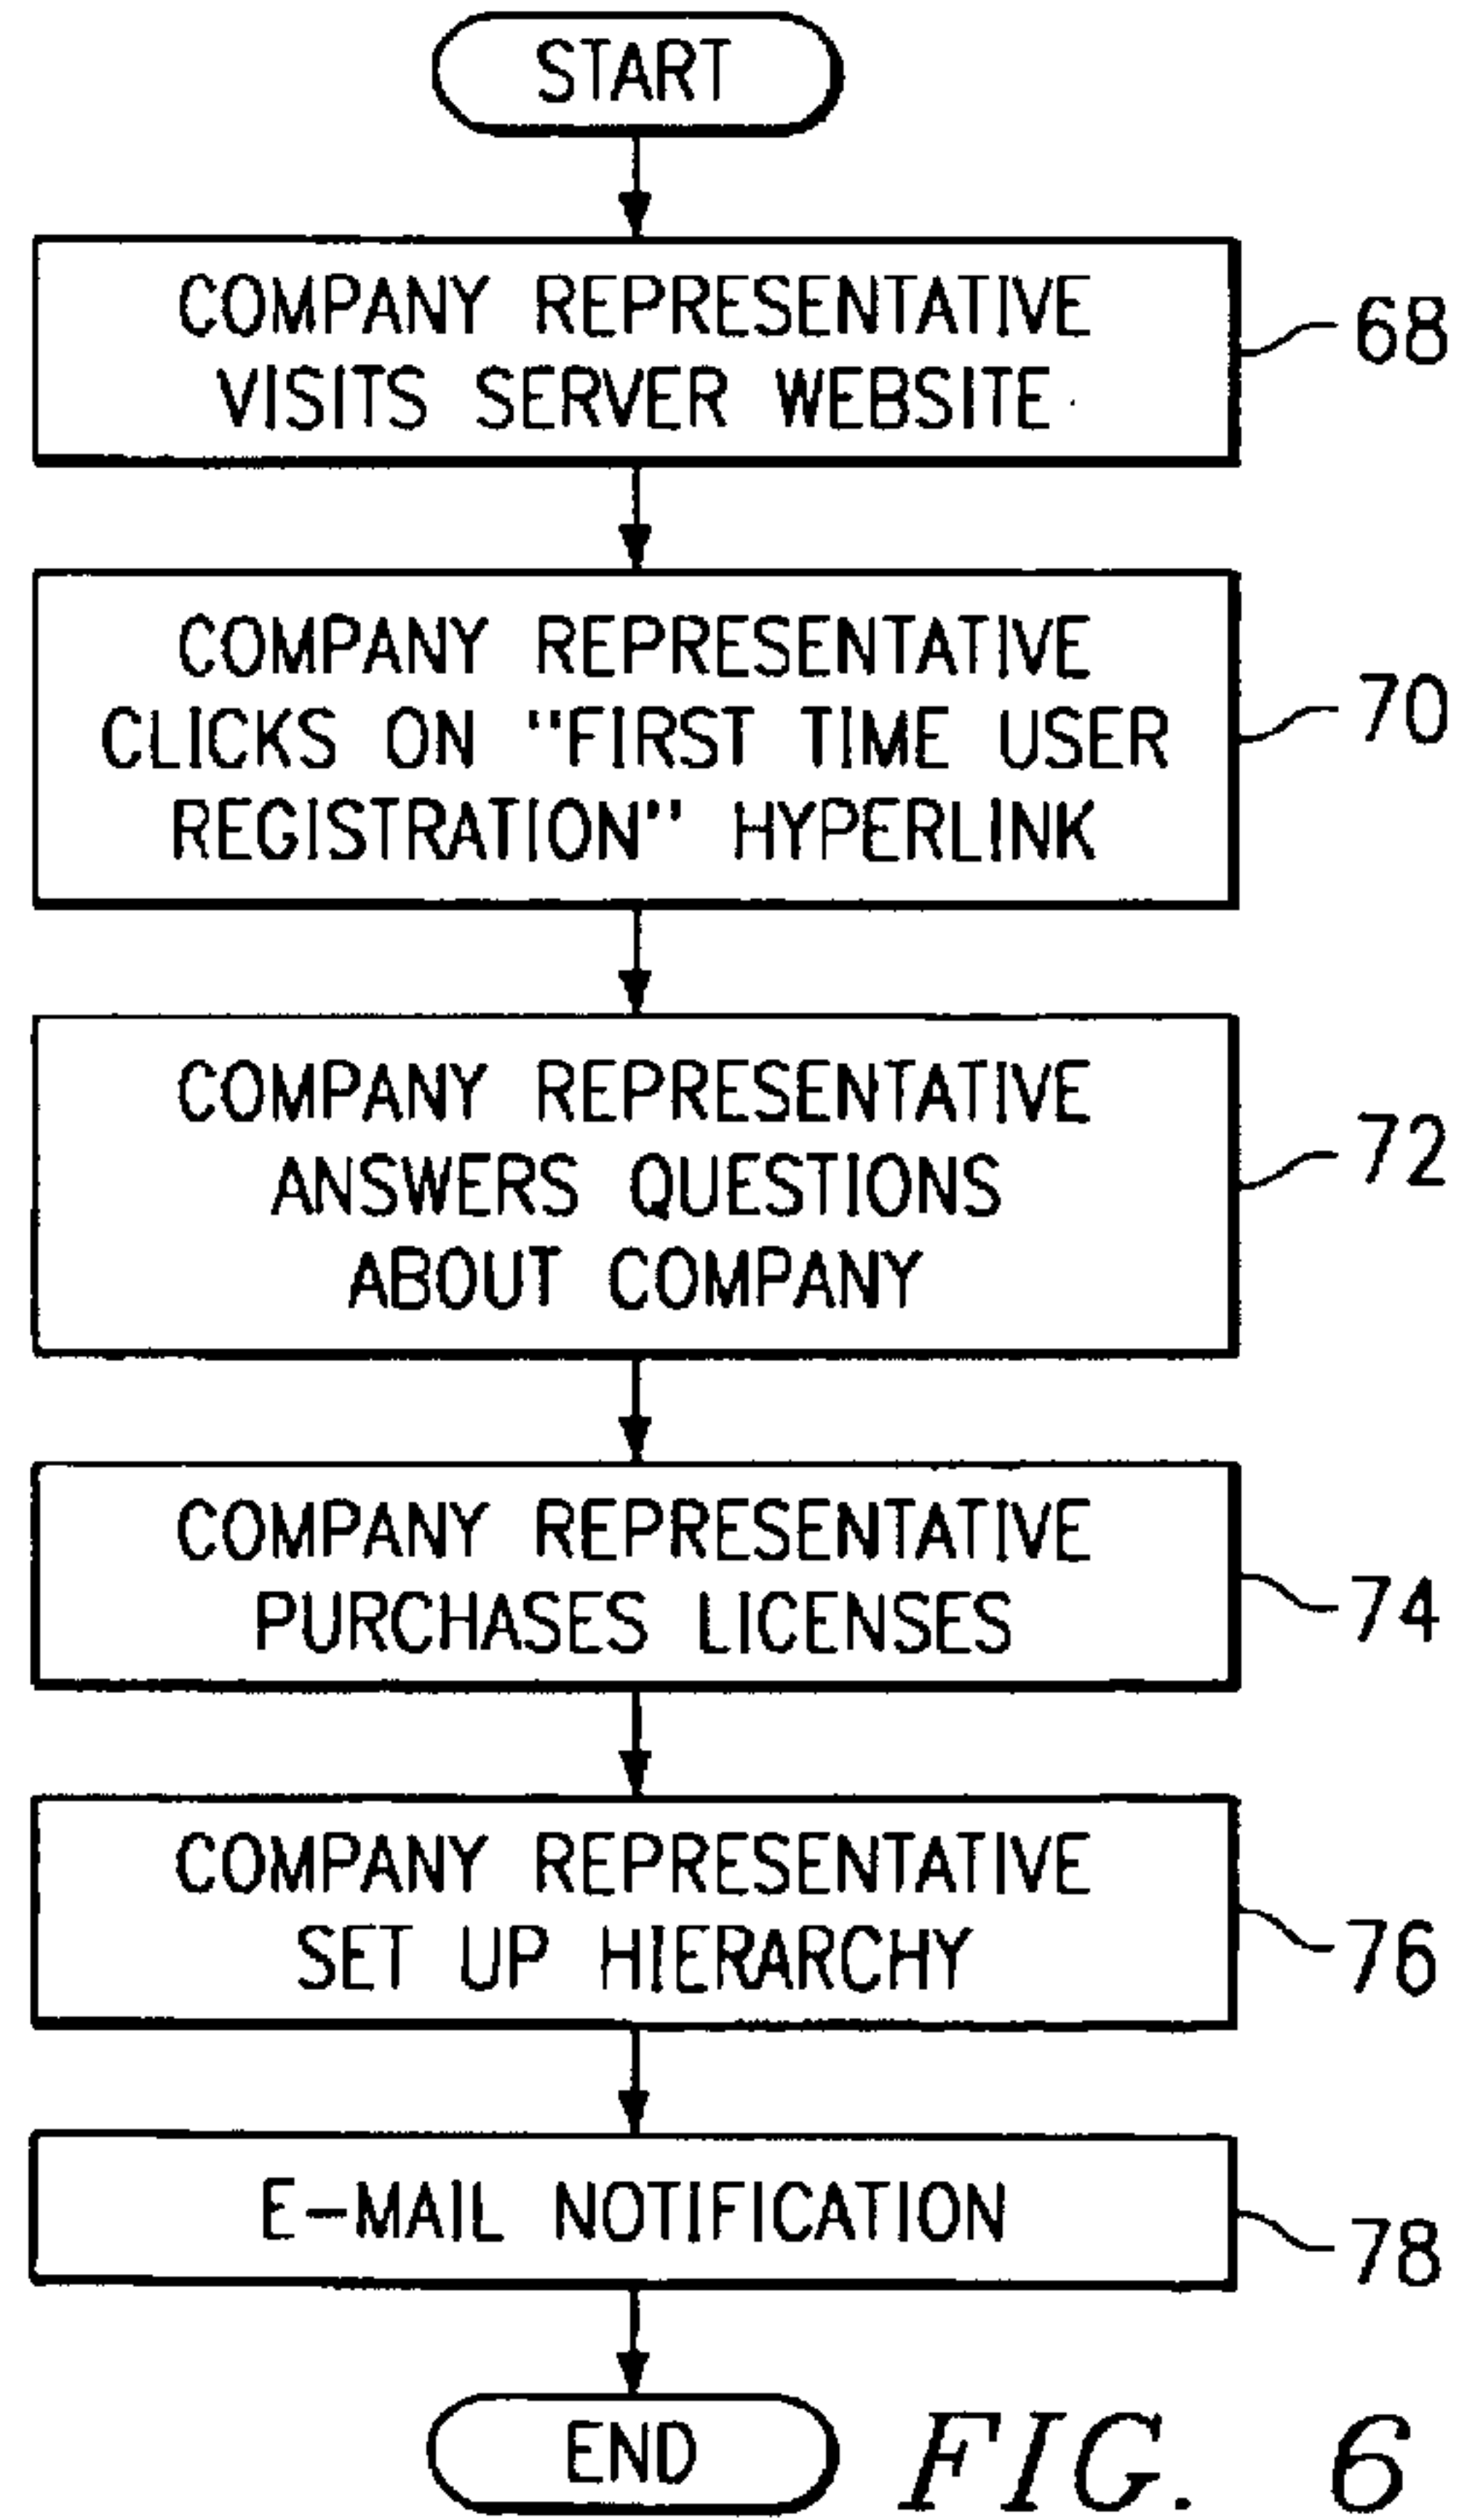 START
COMPANY REPRESENTATIVE
VISITS SERVER WEBSITE
68
COMPANY REPRESENTATIVE
CLICKS ON "FIRST TIME USER
REGISTRATION" HYPERLINK
70
COMPANY REPRESENTATIVE
ANSWERS QUESTIONS
ABOUT COMPANY
72
COMPANY REPRESENTATIVE
PURCHASES LICENSES
74
COMPANY REPRESENTATIVE
SET UP HIERARCHY
76
E-MAIL NOTIFICATION
78
END
FIG. 6